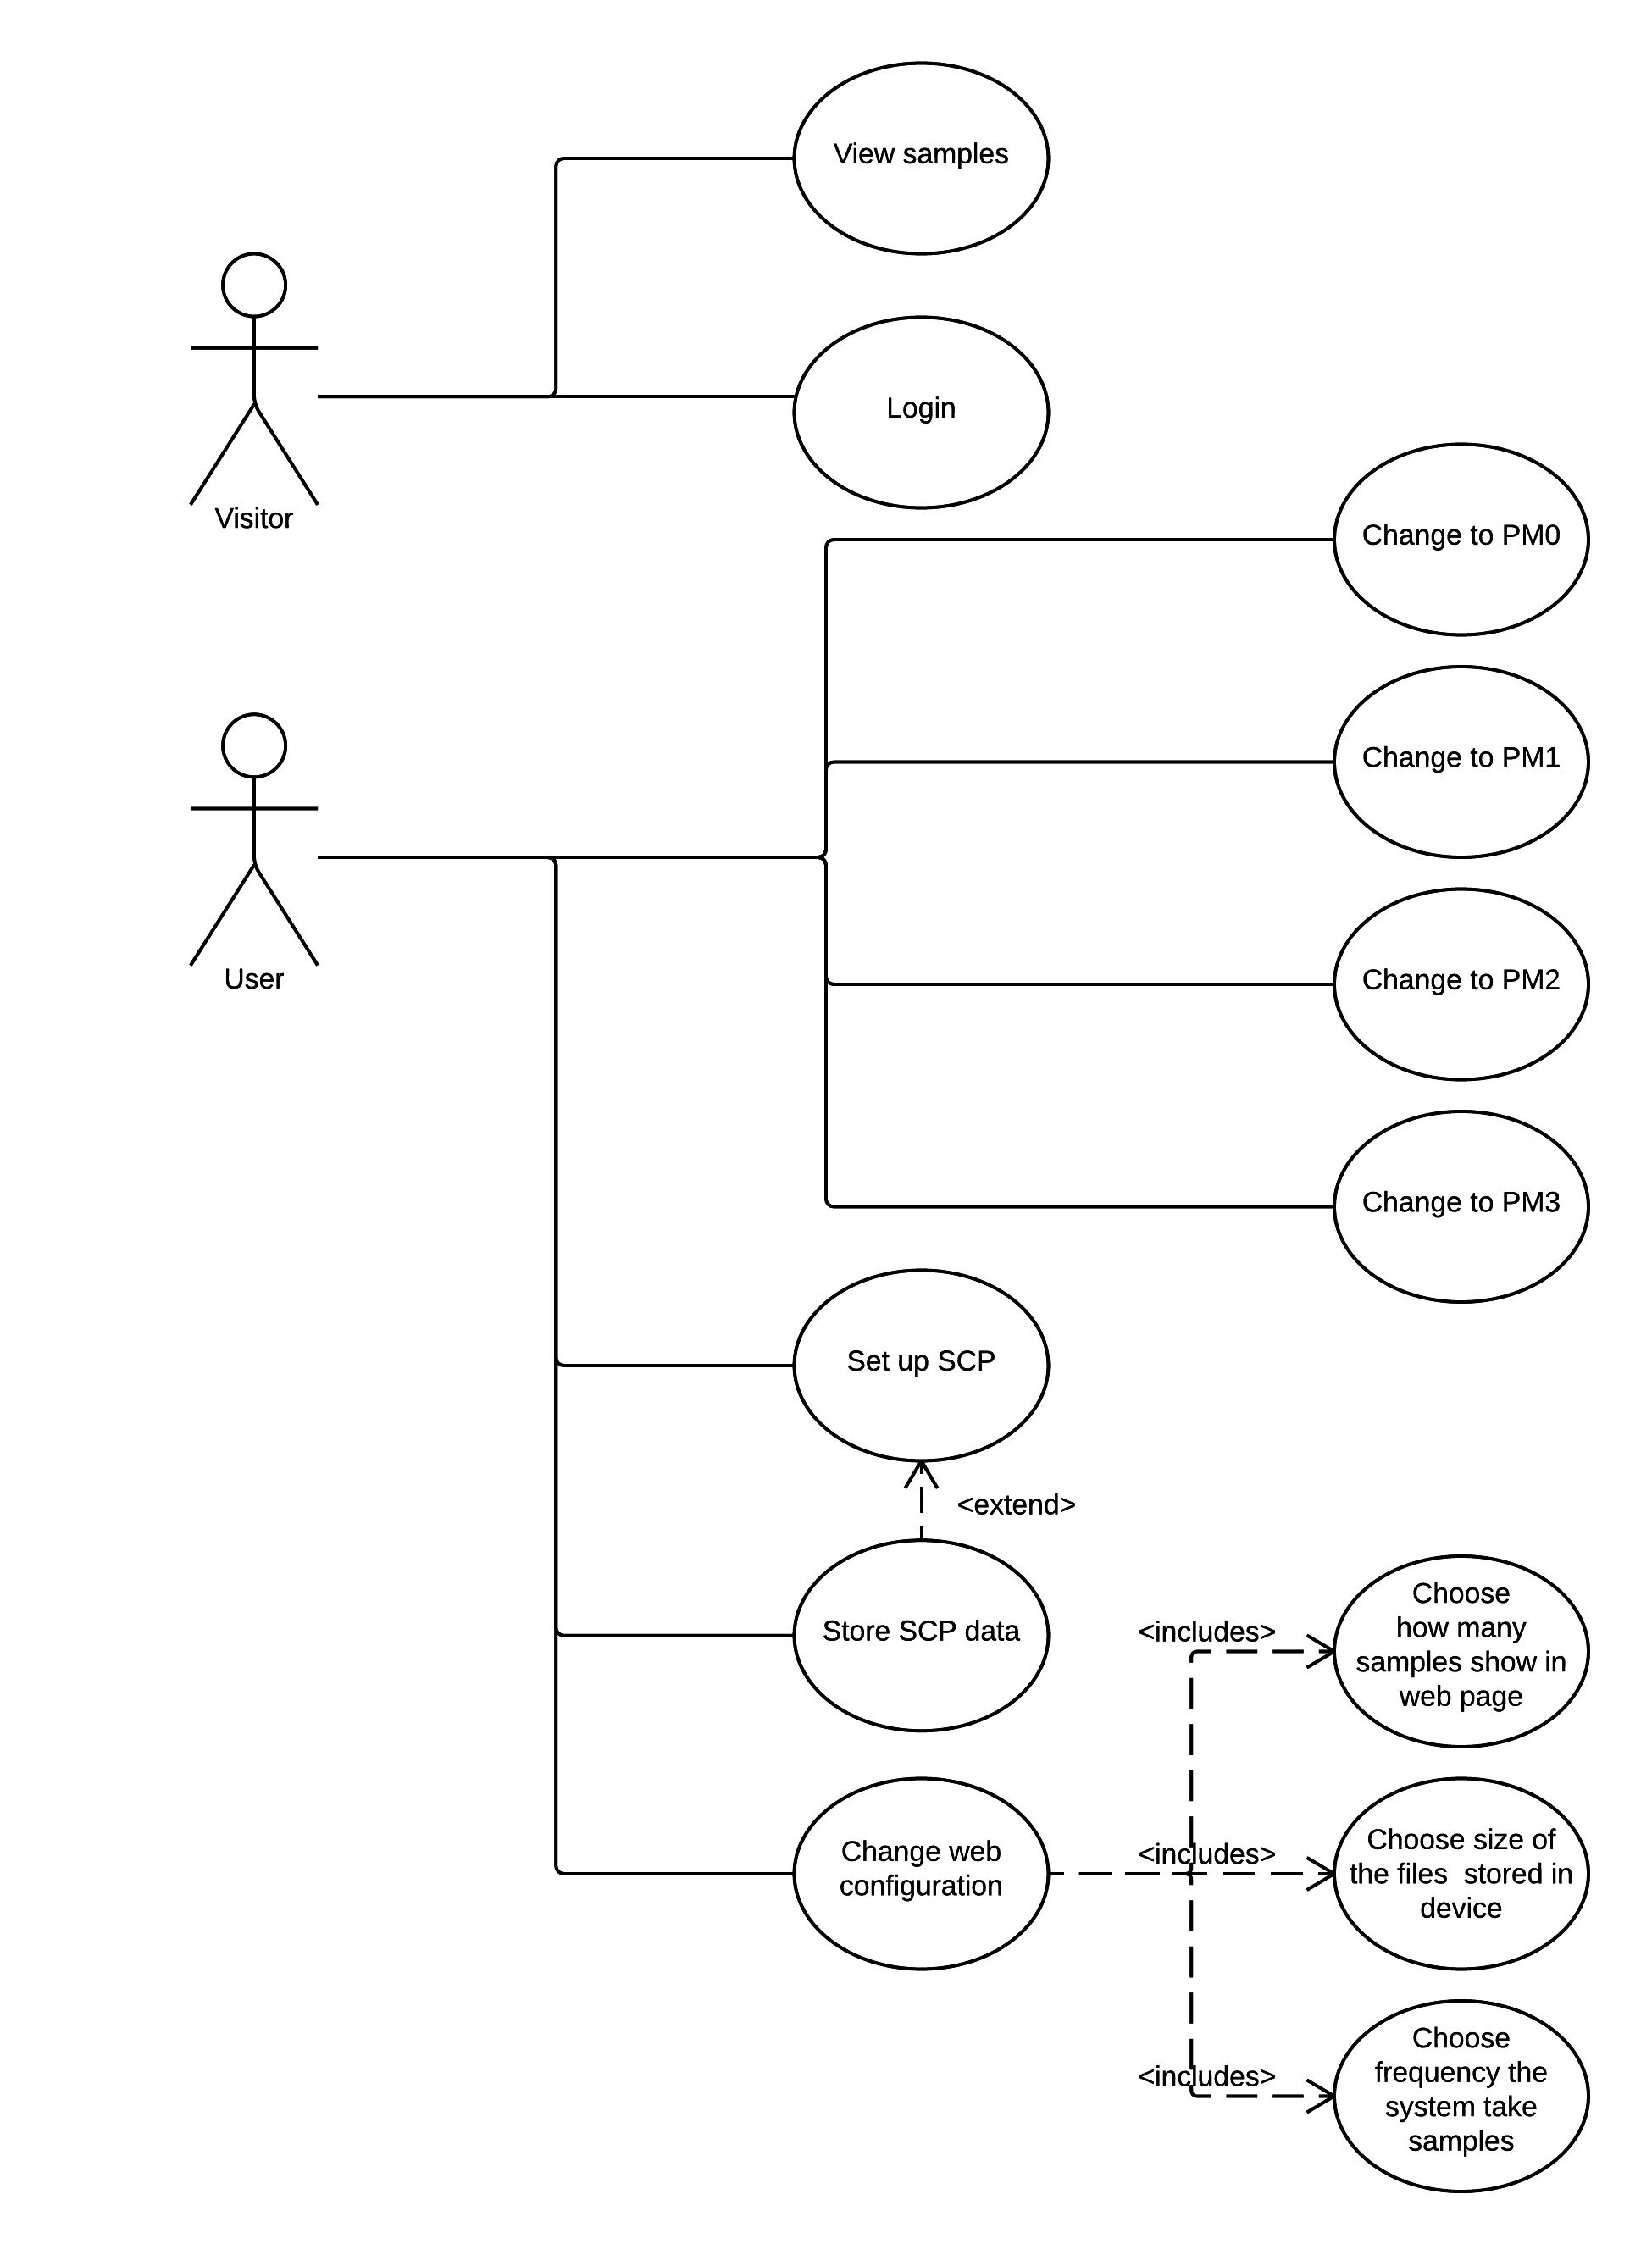 View samples
Login
Visitor
Change to PM0
Change to PM1
User
Change to PM2
Change to PM3
Set up SCP
<extend>
Store SCP data
<includes>
Choose
how many
samples show in
web page
Change web
configuration
<includes>
Choose size of
the files  stored in
device
<includes>
Choose
frequency the
system take
samples